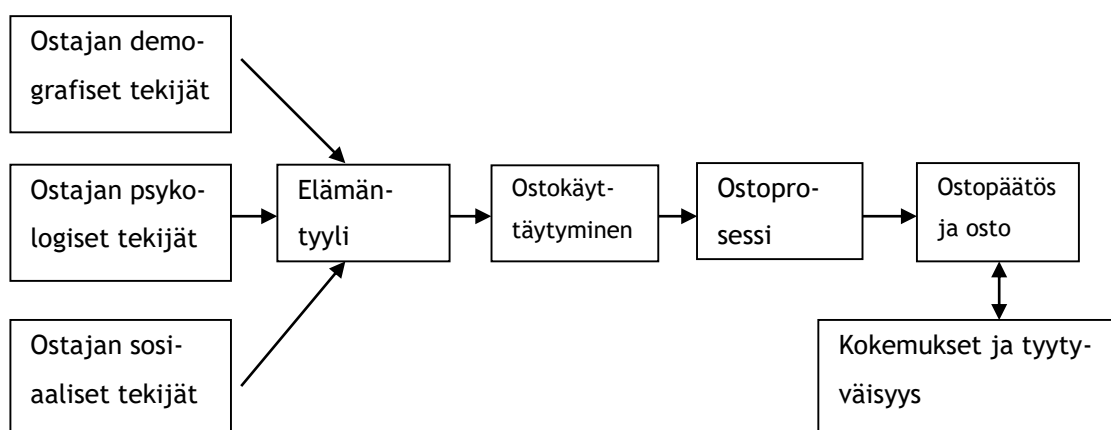 Ostajan demo-
grafiset tekijät
Ostajan psyko-
logiset tekijät
Elämän-
tyyli
Ostokäyt-
täytyminen
Ostopro-
sessi
Ostopäätös
ja osto
Ostajan sosi-
aaliset tekijät
Kokemukset ja tyyty-
väisyys